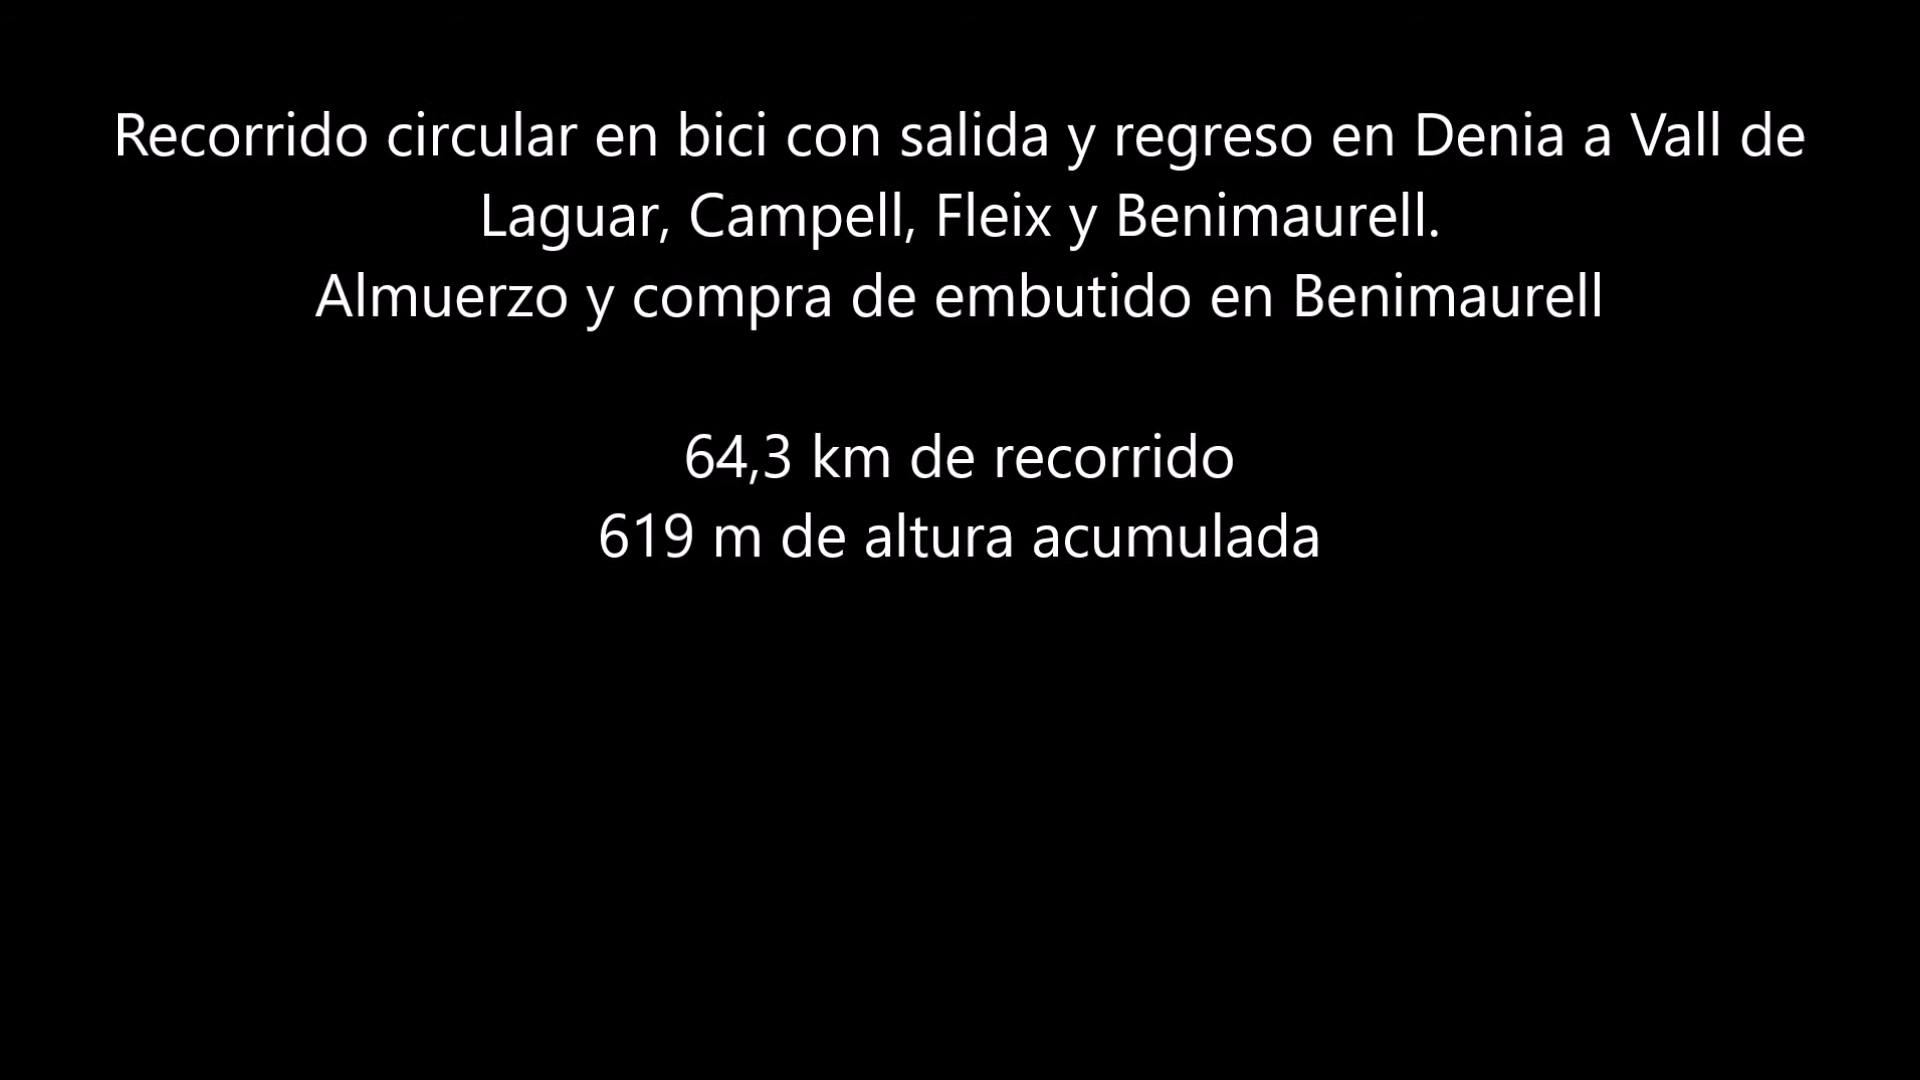 Recorrido circular en bici con salida y regreso en Denia a Vall de
Laguar, Campell, Fleix y Benimaurell.
Almuerzo y compra de embutido en Benimaurell
64,3 km de recorrido
619 m de altura acumulada